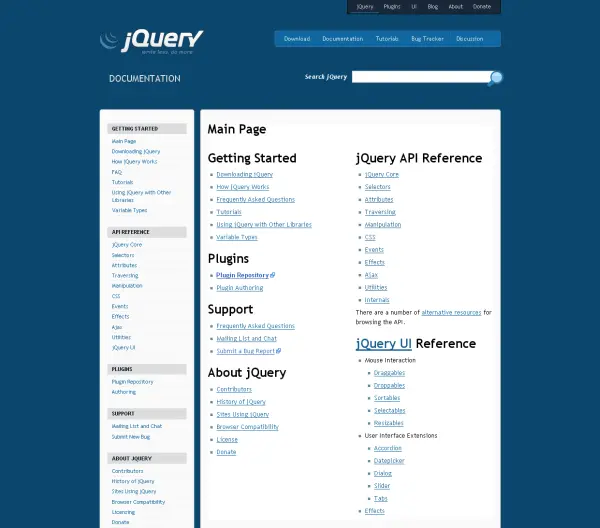 jQuery Plugins UI Blog About Donate
jQuery
write less, do more.
Download Documentation Tutorials Bug Tracker Discussion
DOCUMENTATION
Search jQuery
GETTING STARTED
Main Page
Downloading jQuery
How jQuery Works
FAQ
Tutorials
Using jQuery with Other
Libraries
Variable Types
API REFERENCE
jQuery Core
Selectors
Attributes
Traversing
Manipulation
CSS
Events
Effects
Ajax
Utilities
jQuery UI
PLUGINS
Plugin Repository
Authoring
SUPPORT
Mailing List and Chat
Submit New Bug
ABOUT JQUERY
Contributors
History of jQuery
Sites Using jQuery
Browser Compatibility
Licensing
Donate
Main Page
Getting Started
Downloading jQuery
How jQuery Works
Frequently Asked Questions
Tutorials
Using jQuery with Other Libraries
Variable Types
Plugins
Plugin Repository
Plugin Authoring
Support
Frequently Asked Questions
Mailing List and Chat
Submit a Bug Report
About jQuery
Contributors
History of jQuery
Sites Using jQuery
Browser Compatibility
License
Donate
jQuery API Reference
jQuery Core
Selectors
Attributes
Traversing
Manipulation
CSS
Events
Effects
Ajax
Utilities
Internals
There are a number of alternative resources for
browsing the API.
jQuery UI Reference
Mouse Interaction
Draggables
Droppables
Sortables
Selectables
Resizables
User Interface Extensions
Accordion
Datepicker
Dialog
Slider
Tabs
Effects